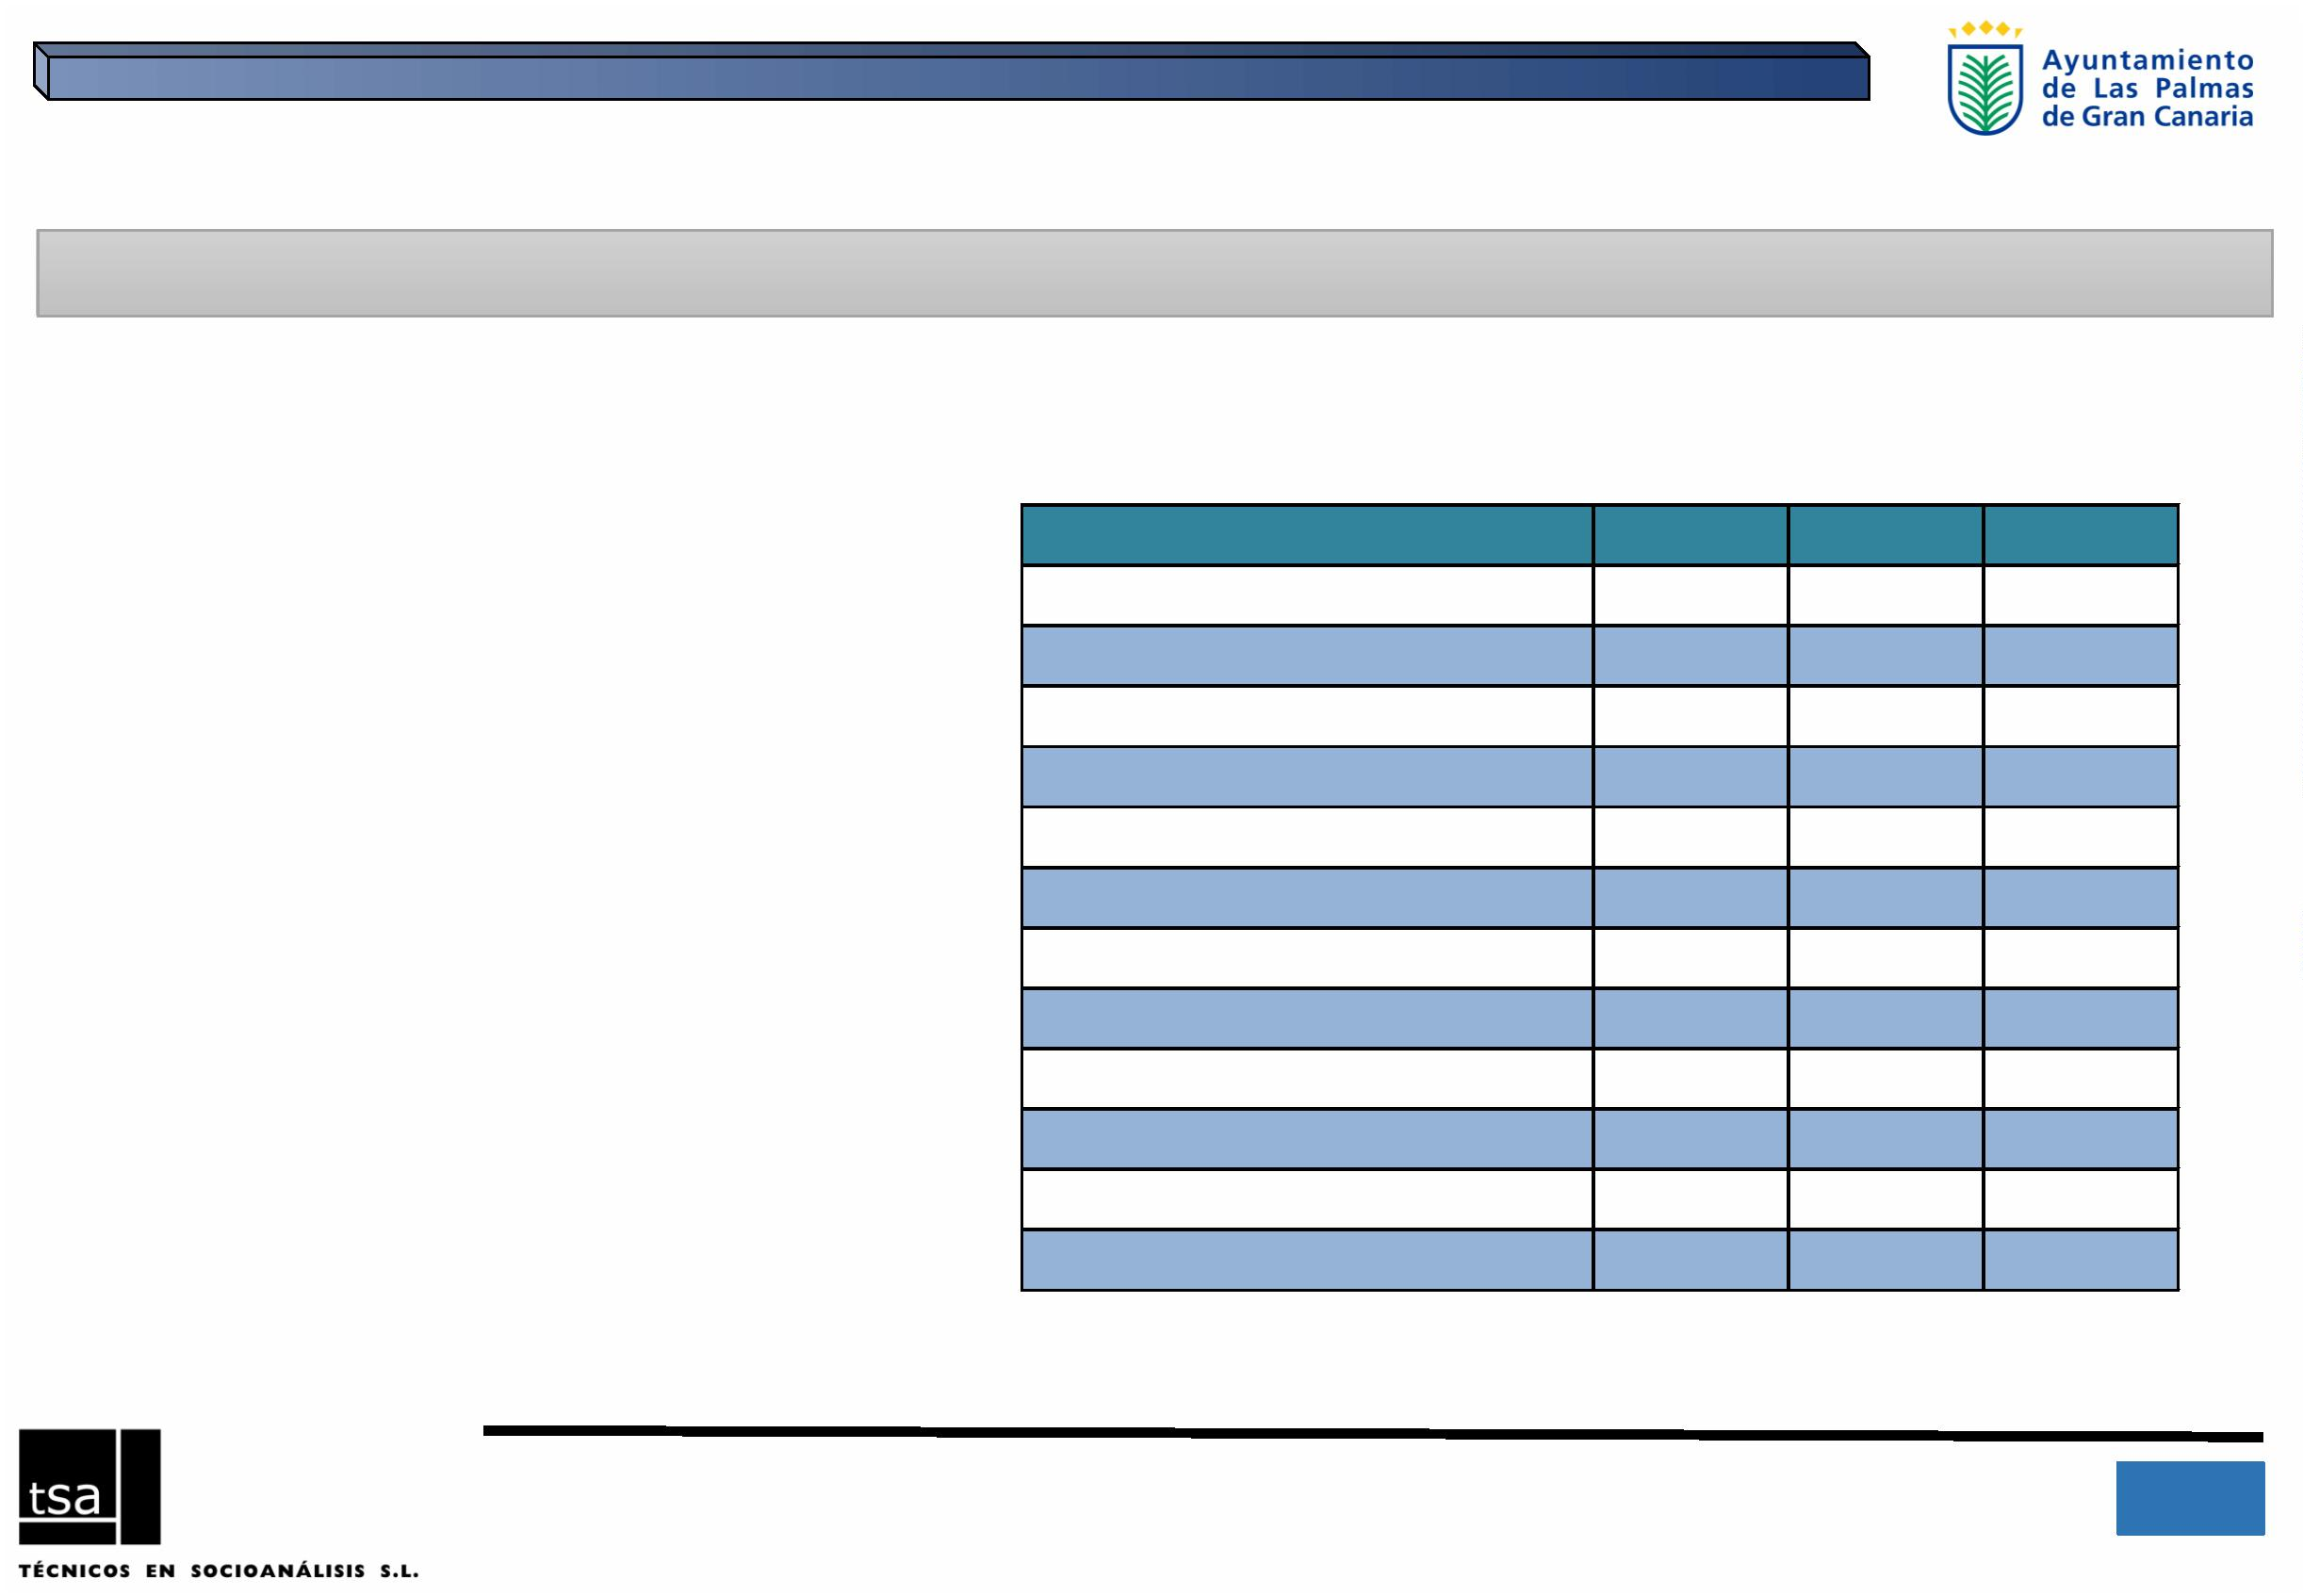 Ayuntamiento
de Las Palmas
de Gran Canaria
tsa
TÉCNICOS EN SOCIOANÁLISIS S.L.